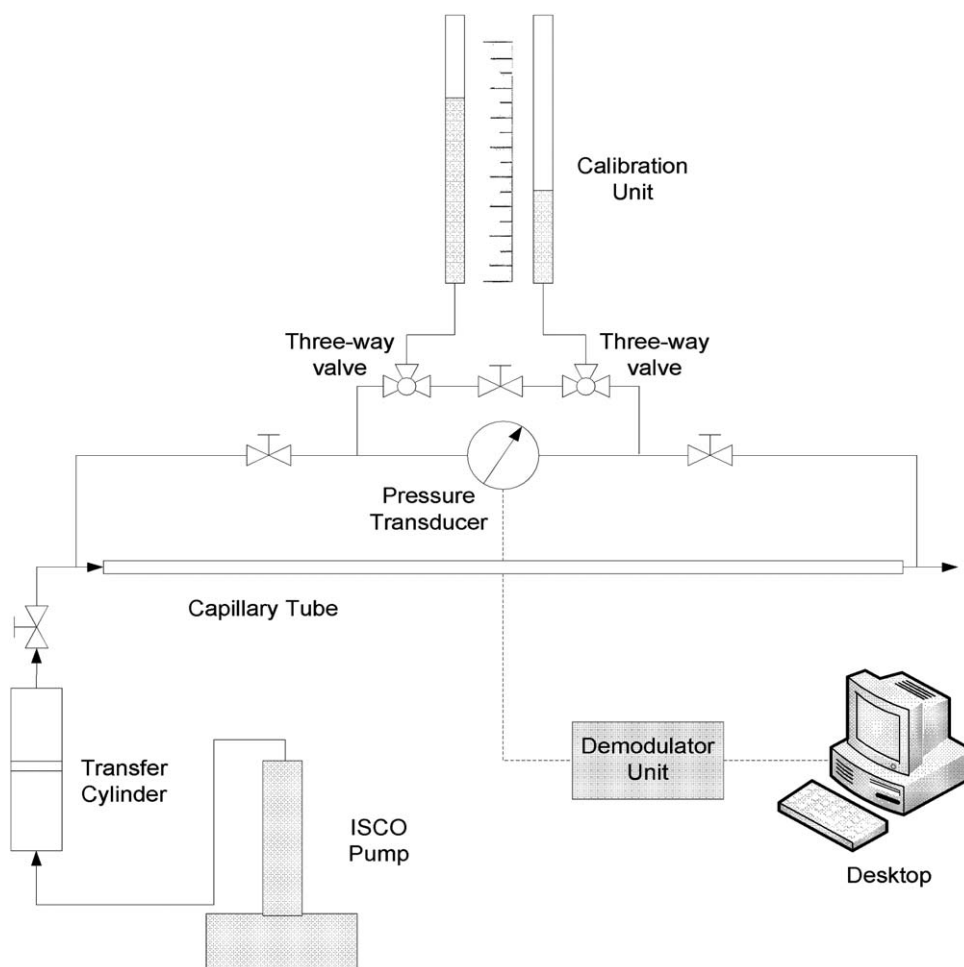 Calibration
Unit
Three-way
valve
Three-way
valve
Pressure
Transducer
Capillary Tube
Transfer
Cylinder
ISCO
Pump
Demodulator
Unit
Desktop